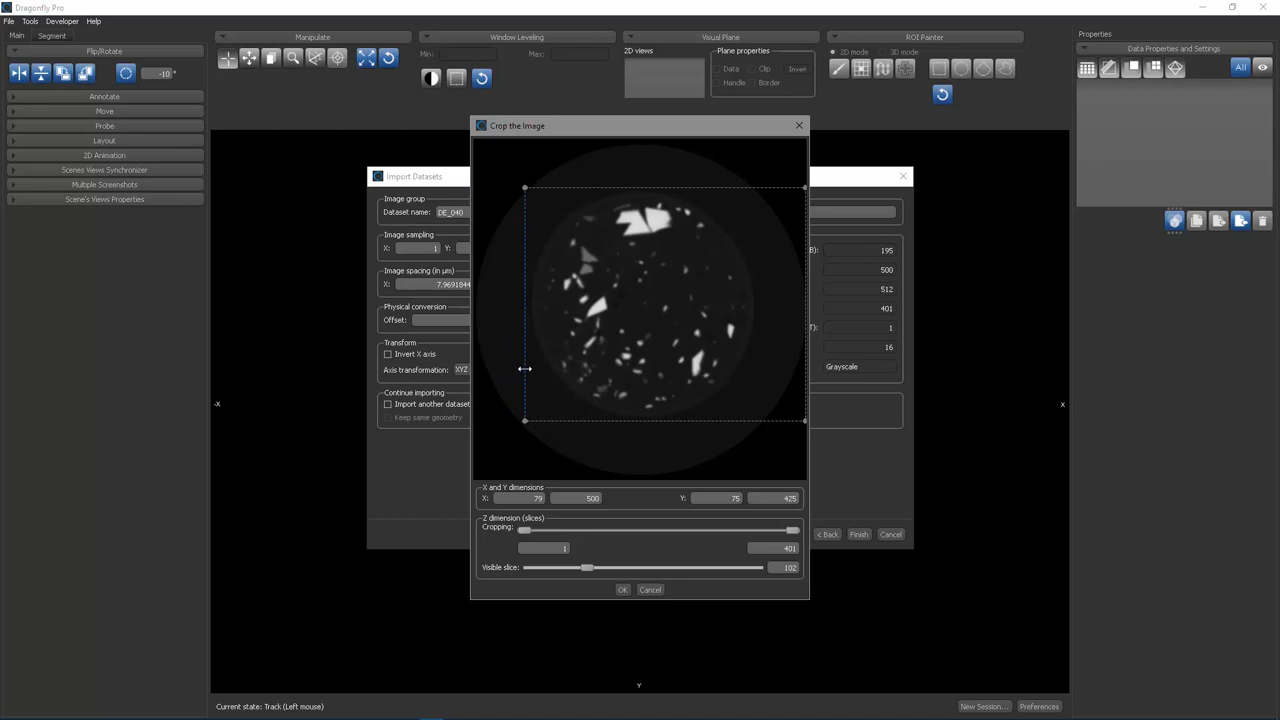 Dragonfly Pro
File Tools Developer Help
Main Segment
Flip/Rotate
-10 °
Annotate
Move
Probe
Layout
2D Animation
Scenes Views Synchronizer
Multiple Screenshots
Scene's Views Properties
Manipulate
Window Leveling
Min: Max:
Visual Plane
2D views
Plane properties
Data Clip Invert
Handle Border
ROI Painter
2D mode 3D mode
Properties
Data Properties and Settings
All
Import Datasets
Image group
Dataset name: DE_040
Image sampling
X: 1 Y:
Image spacing (in µm)
X: 7.9691844
Physical conversion
Offset:
Transform
Invert X axis
Axis transformation: XYZ
Continue importing
Import another dataset
Keep same geometry
B): 195
500
512
401
T): 1
16
Grayscale
< Back Finish Cancel
Crop the Image
X and Y dimensions
X: 79 500 Y: 75 425
Z dimension (slices)
Cropping:
1 401
Visible slice: 102
OK Cancel
-X
X
Y
Current state: Track (Left mouse)
New Session... Preferences